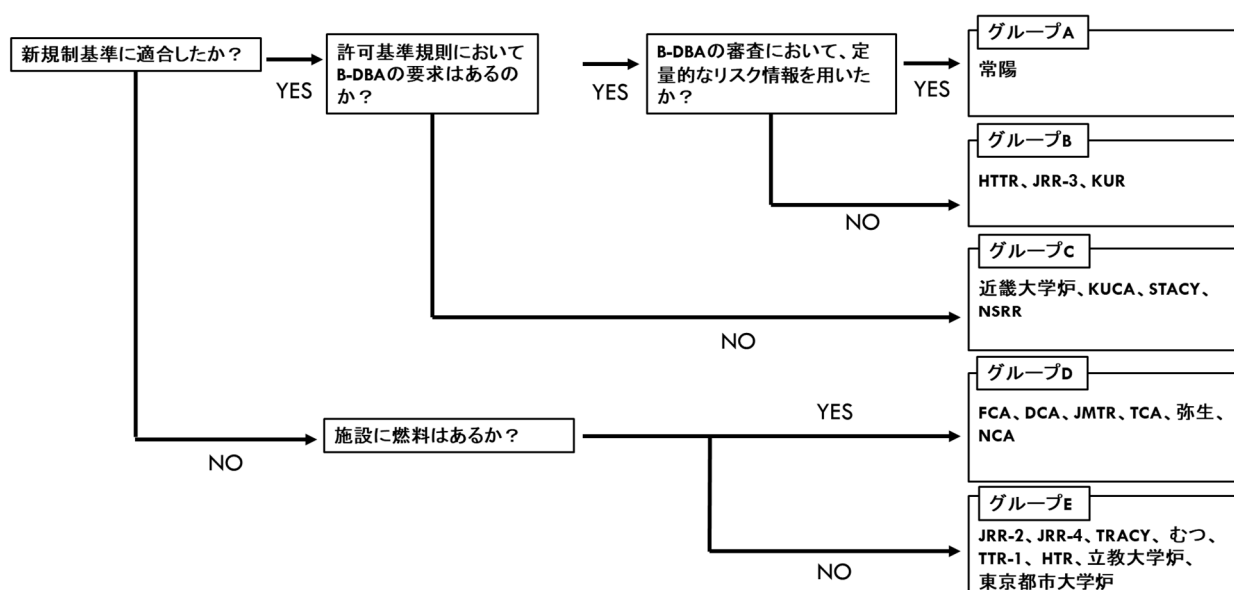 新規制基準に適合したか？
YES
許可基準規則において
B-DBAの要求はあるの
か？
YES
B-DBAの審査において、定
量的なリスク情報を用いた
か？
YES
グループA
常陽
NO
グループB
HTTR、JRR-3、KUR
NO
グループC
近畿大学炉、KUCA、STACY、
NSRR
NO
施設に燃料はあるか？
YES
グループD
FCA、DCA、JMTR、TCA、弥生、
NCA
NO
グループE
JRR-2、JRR-4、TRACY、むつ、
TTR-1、HTR、立教大学炉、
東京都市大学炉